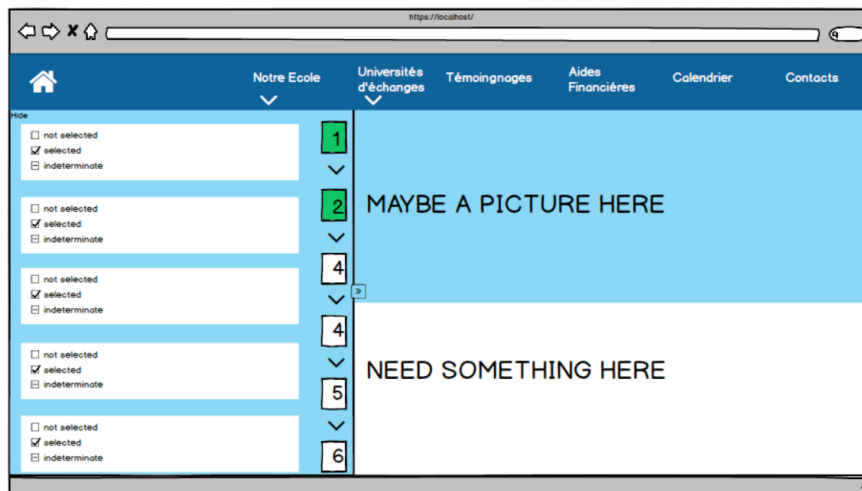 https://localhost/
Notre Ecole
Universités
d'échanges
Témoingnages
Aides
Financiéres
Calendrier
Contacts
Hide
not selected
selected
indeterminate
1
not selected
selected
indeterminate
2
MAYBE A PICTURE HERE
not selected
selected
indeterminate
4
not selected
selected
indeterminate
4
NEED SOMETHING HERE
5
not selected
selected
indeterminate
6